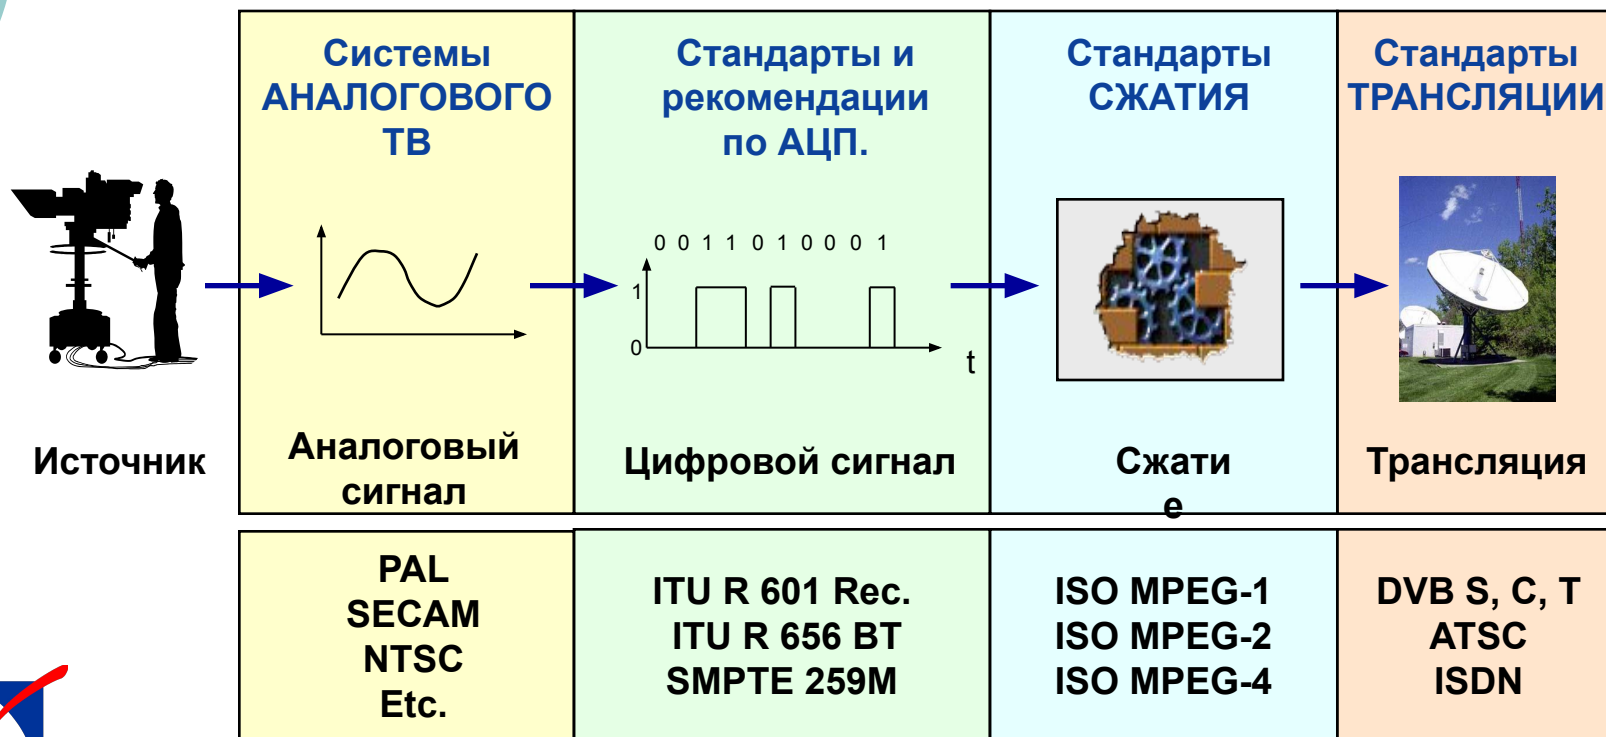 Системы
АНАЛОГОВОГО
ТВ
Стандарты и
рекомендации
по АЦП.
Стандарты
СЖАТИЯ
Стандарты
ТРАНСЛЯЦИИ
0 0 1 1 0 1 0 0 0 1
1
0
t
Источник
Аналоговый
сигнал
Цифровой сигнал
Сжати
е
Трансляция
PAL
SECAM
NTSC
Etc.
ITU R 601 Rec.
ITU R 656 BT
SMPTE 259M
ISO MPEG-1
ISO MPEG-2
ISO MPEG-4
DVB S, C, T
ATSC
ISDN